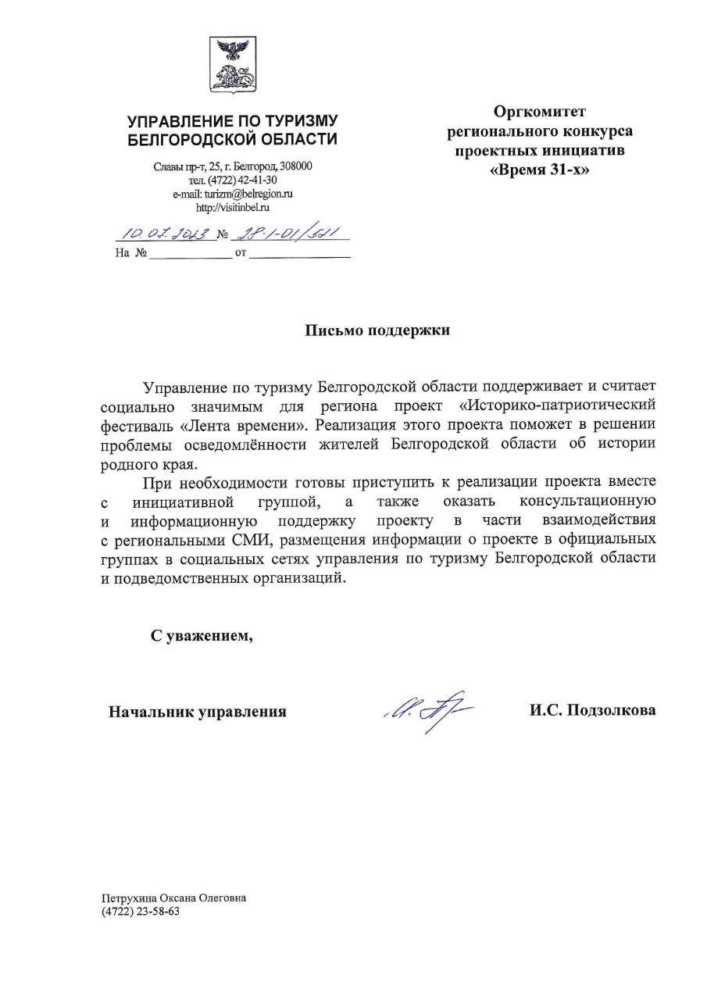 УПРАВЛЕНИЕ ПО ТУРИЗМУ
БЕЛГОРОДСКОЙ ОБЛАСТИ
Славы пр-т, 25, г. Белгород, 308000
тел. (4722) 42-41-30
e-mail: turizm@belregion.ru
http://visitinbel.ru
10.07.2023 № 28-1-01/521
На № ______________ от __________________
Оргкомитет
регионального конкурса
проектных инициатив
«Время 31-х»
Письмо поддержки
Управление по туризму Белгородской области поддерживает и считает
социально значимым для региона проект «Историко-патриотический
фестиваль «Лента времени». Реализация этого проекта поможет в решении
проблемы осведомлённости жителей Белгородской области об истории
родного края.
При необходимости готовы приступить к реализации проекта вместе
с инициативной группой, а также оказать консультационную
и информационную поддержку проекту в части взаимодействия
с региональными СМИ, размещения информации о проекте в официальных
группах в социальных сетях управления по туризму Белгородской области
и подведомственных организаций.
С уважением,
Начальник управления
И.С. Подзолкова
Петрухина Оксана Олеговна
(4722) 23-58-63